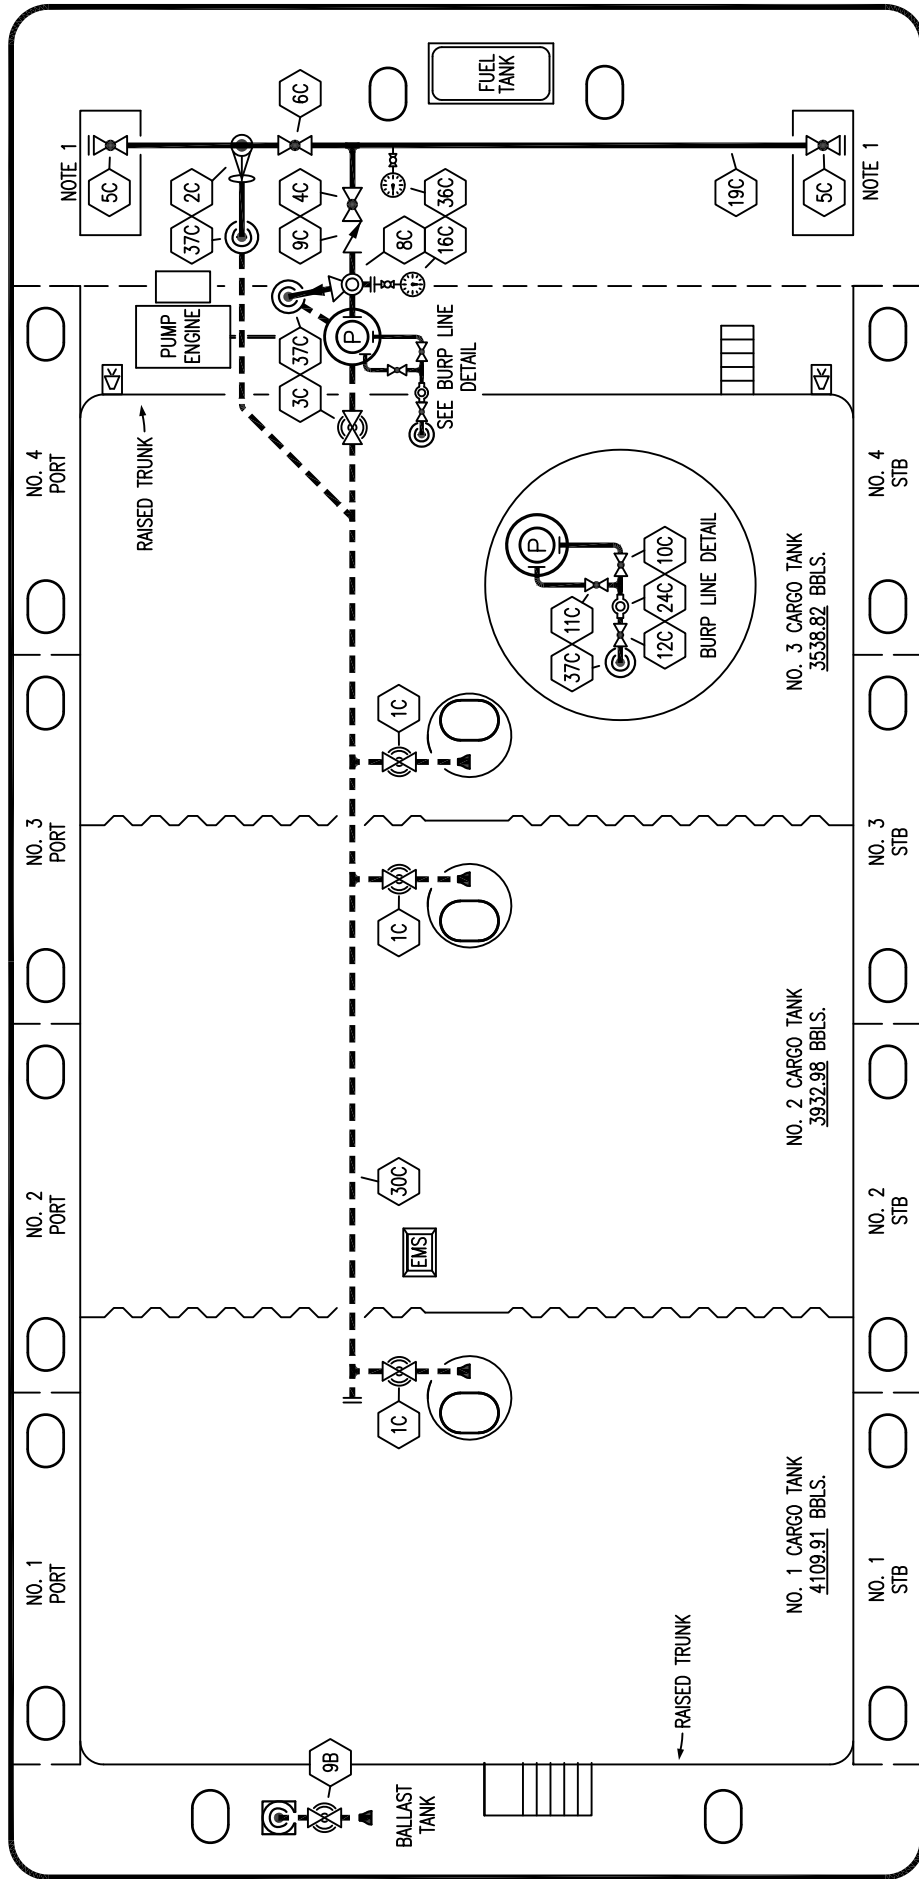 NO. 1
PORT
NO. 2
PORT
NO. 3
PORT
NO. 4
PORT
NOTE 1
5C
2C
6C
37C
RAISED TRUNK
PUMP
ENGINE
FUEL
TANK
9B
BALLAST
TANK
1C
30C
EMS
1C
1C
3C
37C
P
9C
4C
8C
16C
36C
SEE BURP LINE
DETAIL
P
11C
37C
10C
24C
12C
BURP LINE DETAIL
19C
5C
NOTE 1
RAISED TRUNK
NO. 1 CARGO TANK
4109.91 BBLS.
NO. 2 CARGO TANK
3932.98 BBLS.
NO. 3 CARGO TANK
3538.82 BBLS.
NO. 1
STB
NO. 2
STB
NO. 3
STB
NO. 4
STB